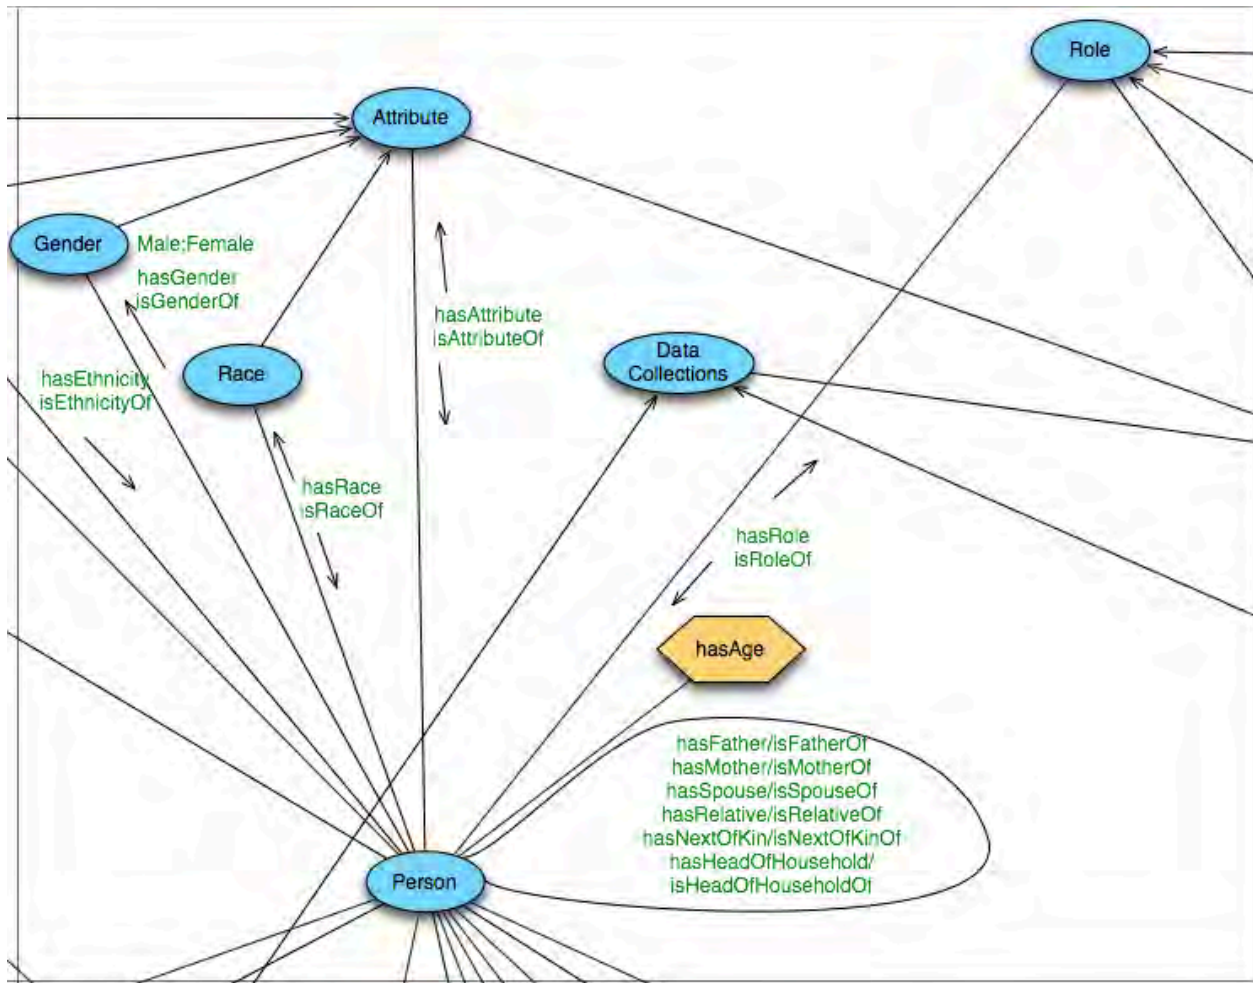 Role
Attribute
Gender
Male;Female
hasGender
isGenderOf
hasAttribute
isAttributeOf
Data
Collections
Race
hasEthnicity
isEthnicityOf
hasRace
isRaceOf
hasRole
isRoleOf
hasAge
hasFather/isFatherOf
hasMother/isMotherOf
hasSpouse/isSpouseOf
hasRelative/isRelativeOf
hasNextOfKin/isNextOfKinOf
hasHeadOfHousehold/
isHeadOfHouseholdOf
Person